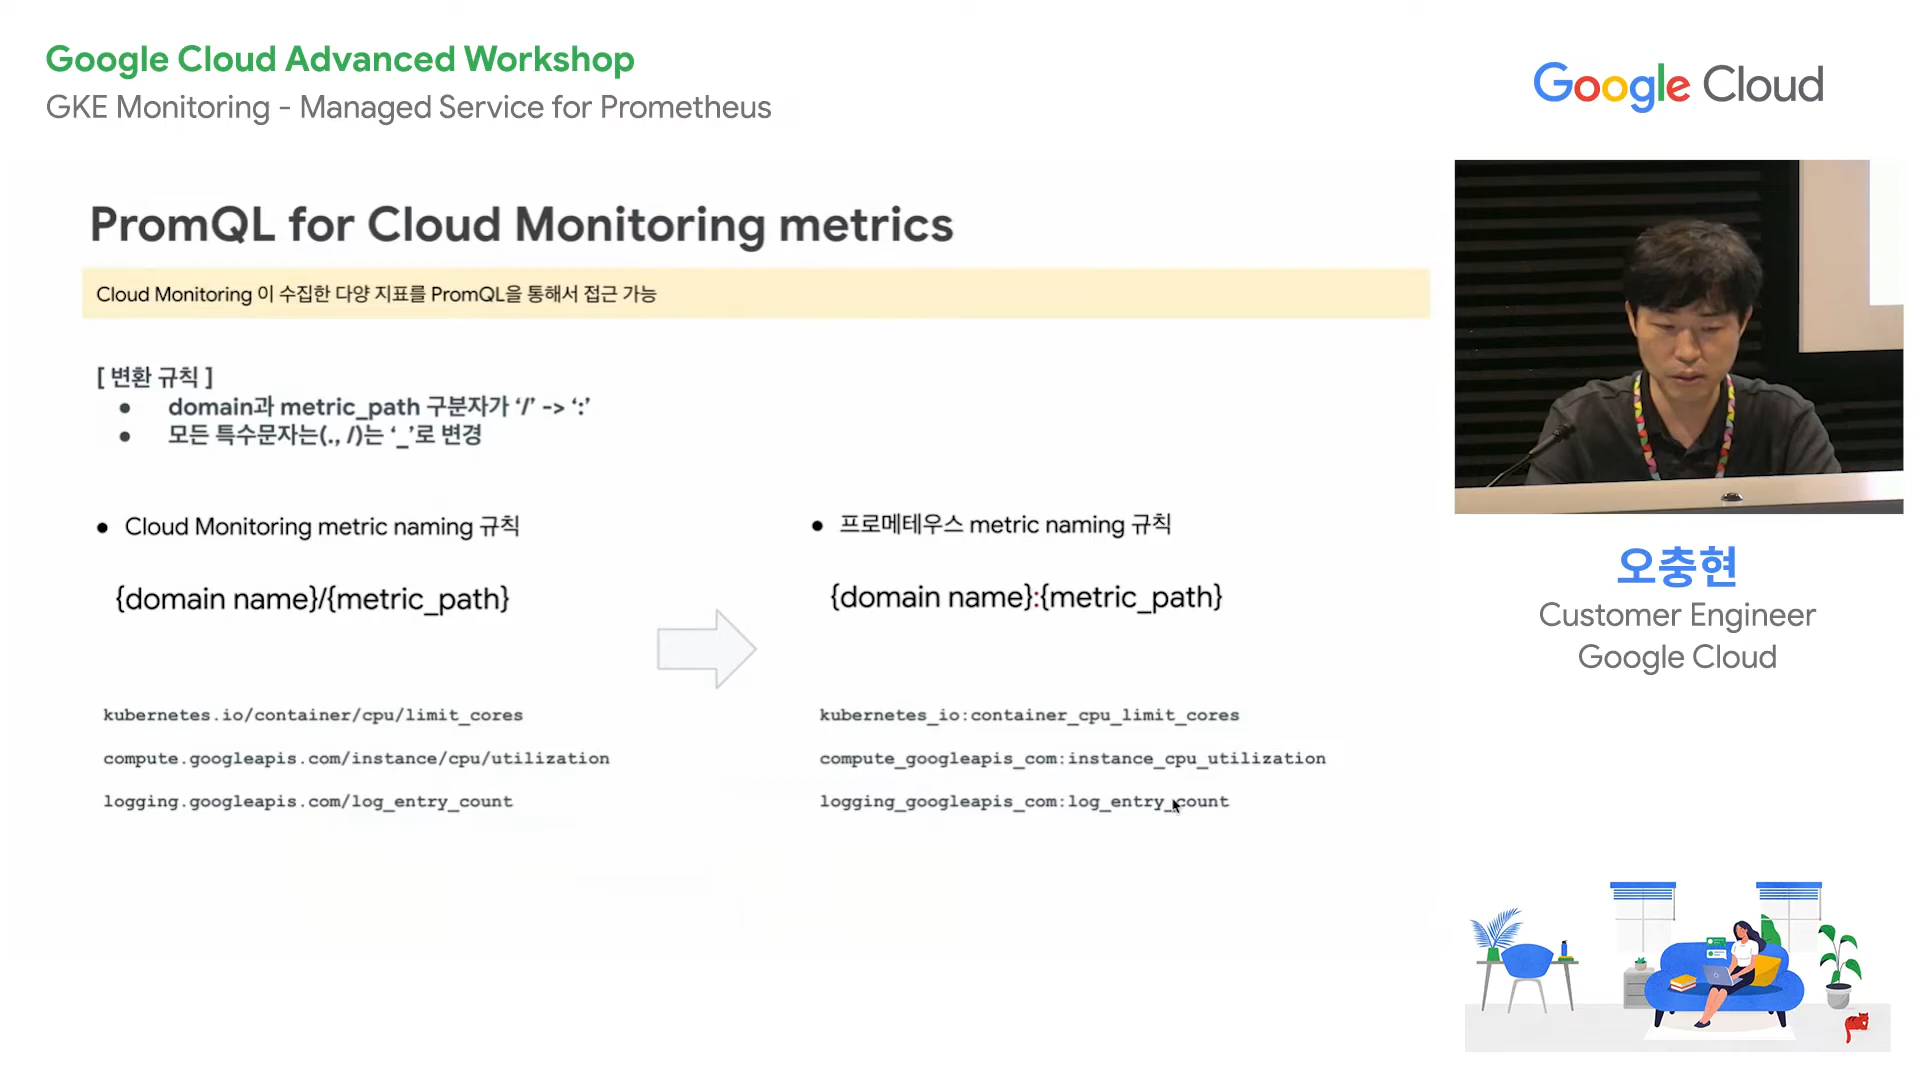 Google Cloud Advanced Workshop
GKE Monitoring - Managed Service for Prometheus
Google Cloud
PromQL for Cloud Monitoring metrics
Cloud Monitoring 이 수집한 다양 지표를 PromQL을 통해서 접근 가능
[ 변환 규칙 ]
● domain과 metric_path 구분자가 ‘/’ -> ‘:’
● 모든 특수문자는(., /)는 ‘_’로 변경
● Cloud Monitoring metric naming 규칙
{domain name}/{metric_path}
kubernetes.io/container/cpu/limit_cores
compute.googleapis.com/instance/cpu/utilization
logging.googleapis.com/log_entry_count
● 프로메테우스 metric naming 규칙
{domain name}:{metric_path}
kubernetes_io:container_cpu_limit_cores
compute_googleapis_com:instance_cpu_utilization
logging_googleapis_com:log_entry_count
오충현
Customer Engineer
Google Cloud